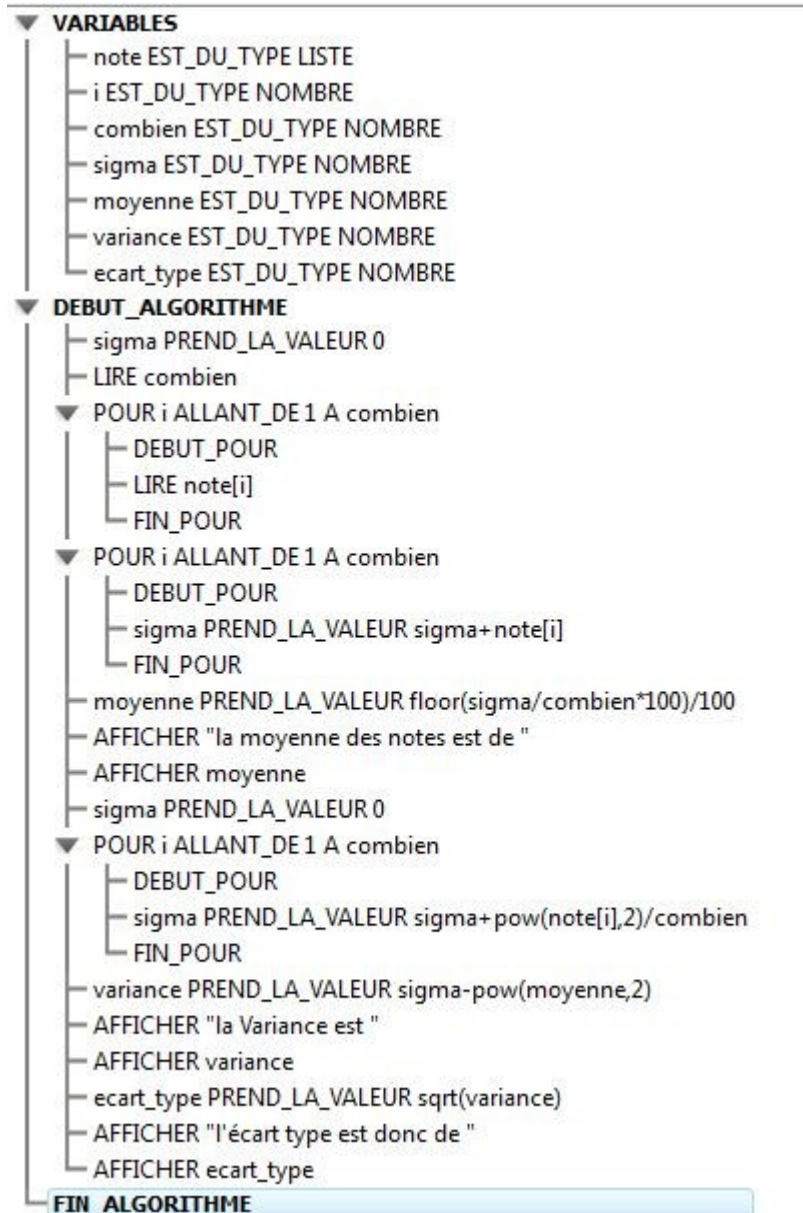 VARIABLES
note EST_DU_TYPE LISTE
i EST_DU_TYPE NOMBRE
combien EST_DU_TYPE NOMBRE
sigma EST_DU_TYPE NOMBRE
moyenne EST_DU_TYPE NOMBRE
variance EST_DU_TYPE NOMBRE
ecart_type EST_DU_TYPE NOMBRE
DEBUT_ALGORITHME
sigma PREND_LA_VALEUR 0
LIRE combien
POUR i ALLANT_DE 1 A combien
DEBUT_POUR
LIRE note[i]
FIN_POUR
POUR i ALLANT_DE 1 A combien
DEBUT_POUR
sigma PREND_LA_VALEUR sigma+note[i]
FIN_POUR
moyenne PREND_LA_VALEUR floor(sigma/combien*100)/100
AFFICHER "la moyenne des notes est de "
AFFICHER moyenne
sigma PREND_LA_VALEUR 0
POUR i ALLANT_DE 1 A combien
DEBUT_POUR
sigma PREND_LA_VALEUR sigma+pow(note[i],2)/combien
FIN_POUR
variance PREND_LA_VALEUR sigma-pow(moyenne,2)
AFFICHER "la Variance est "
AFFICHER variance
ecart_type PREND_LA_VALEUR sqrt(variance)
AFFICHER "l'écart type est donc de "
AFFICHER ecart_type
FIN_ALGORITHME